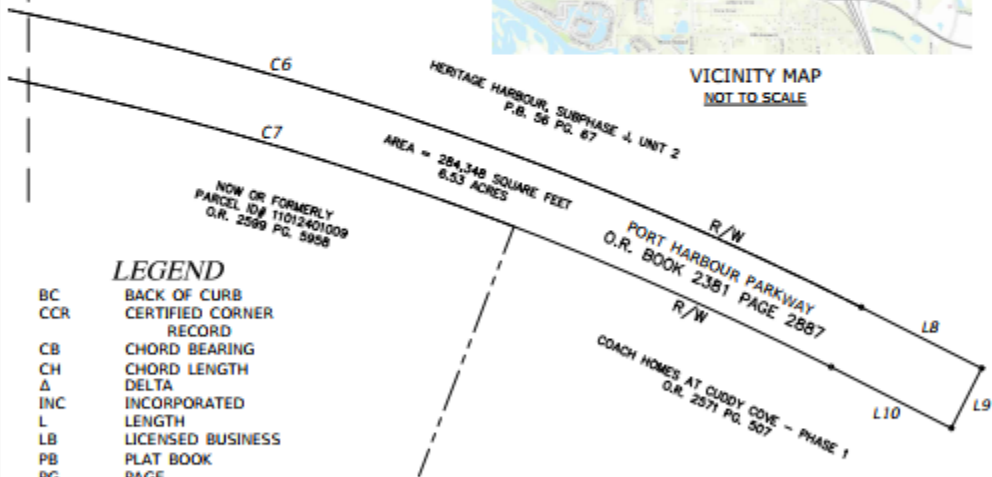 VICINITY MAP
NOT TO SCALE
C6
HERITAGE HARBOUR, SUBPHASE J, UNIT 2
P.B. 56 PG. 67
C7
AREA = 284,348 SQUARE FEET
6.53 ACRES
NOW OR FORMERLY
PARCEL ID# 11012401009
O.R. 2599 PG. 5958
R/W
PORT HARBOUR PARKWAY
O.R. BOOK 2381 PAGE 2887
R/W
L8
L9
L10
COACH HOMES AT CUDDY COVE - PHASE 1
O.R. 2571 PG. 507
LEGEND
BC BACK OF CURB
CCR CERTIFIED CORNER
RECORD
CB CHORD BEARING
CH CHORD LENGTH
Δ DELTA
INC INCORPORATED
L LENGTH
LB LICENSED BUSINESS
PB PLAT BOOK
PG PAGE